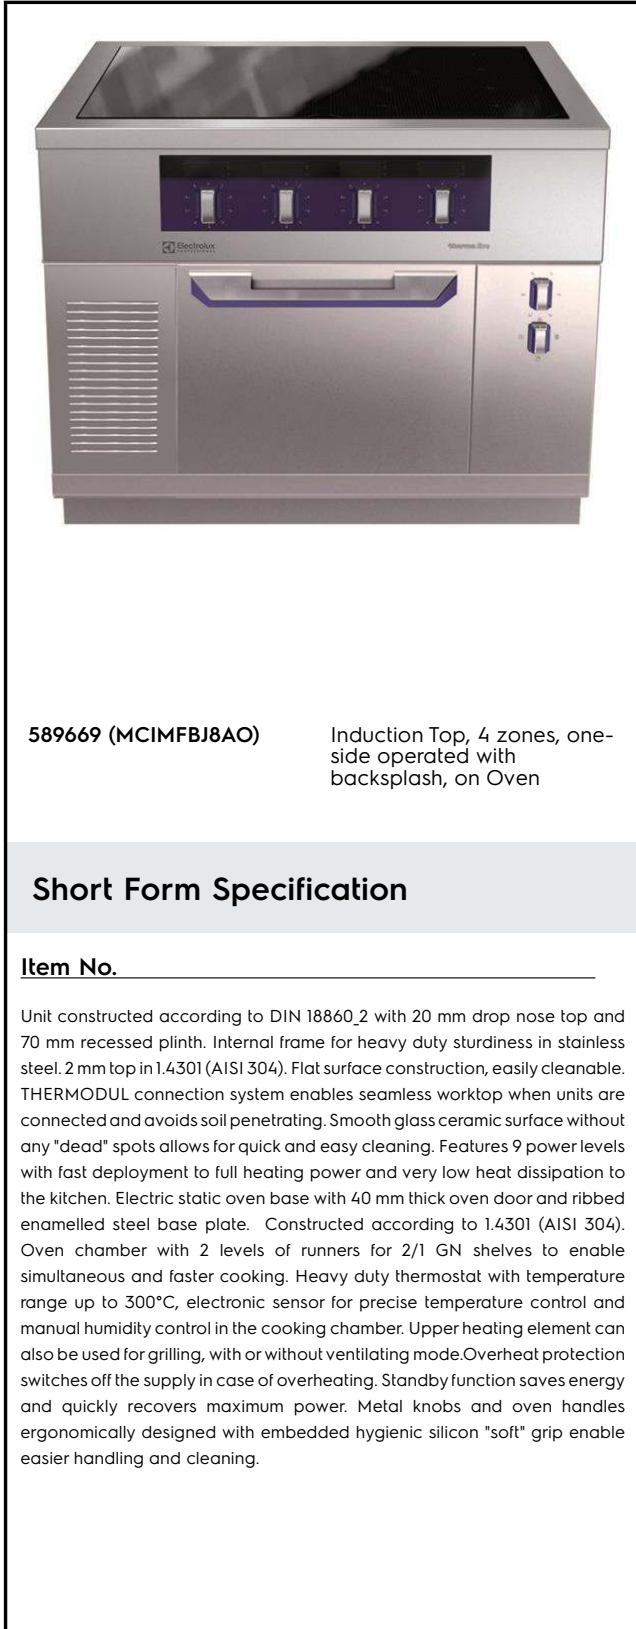 Electrolux
PROFESSIONAL
589669 (MCIMFBJ8AO)
Induction Top, 4 zones, one-
side operated with
backsplash, on Oven
Short Form Specification
Item No.
Unit constructed according to DIN 18860_2 with 20 mm drop nose top and
70 mm recessed plinth. Internal frame for heavy duty sturdiness in stainless
steel. 2 mm top in 1.4301 (AISI 304). Flat surface construction, easily cleanable.
THERMODUL connection system enables seamless worktop when units are
connected and avoids soil penetrating. Smooth glass ceramic surface without
any "dead" spots allows for quick and easy cleaning. Features 9 power levels
with fast deployment to full heating power and very low heat dissipation to
the kitchen. Electric static oven base with 40 mm thick oven door and ribbed
enamelled steel base plate. Constructed according to 1.4301 (AISI 304).
Oven chamber with 2 levels of runners for 2/1 GN shelves to enable
simultaneous and faster cooking. Heavy duty thermostat with temperature
range up to 300°C, electronic sensor for precise temperature control and
manual humidity control in the cooking chamber. Upper heating element can
also be used for grilling, with or without ventilating mode.Overheat protection
switches off the supply in case of overheating. Standby function saves energy
and quickly recovers maximum power. Metal knobs and oven handles
ergonomically designed with embedded hygienic silicon "soft" grip enable
easier handling and cleaning.